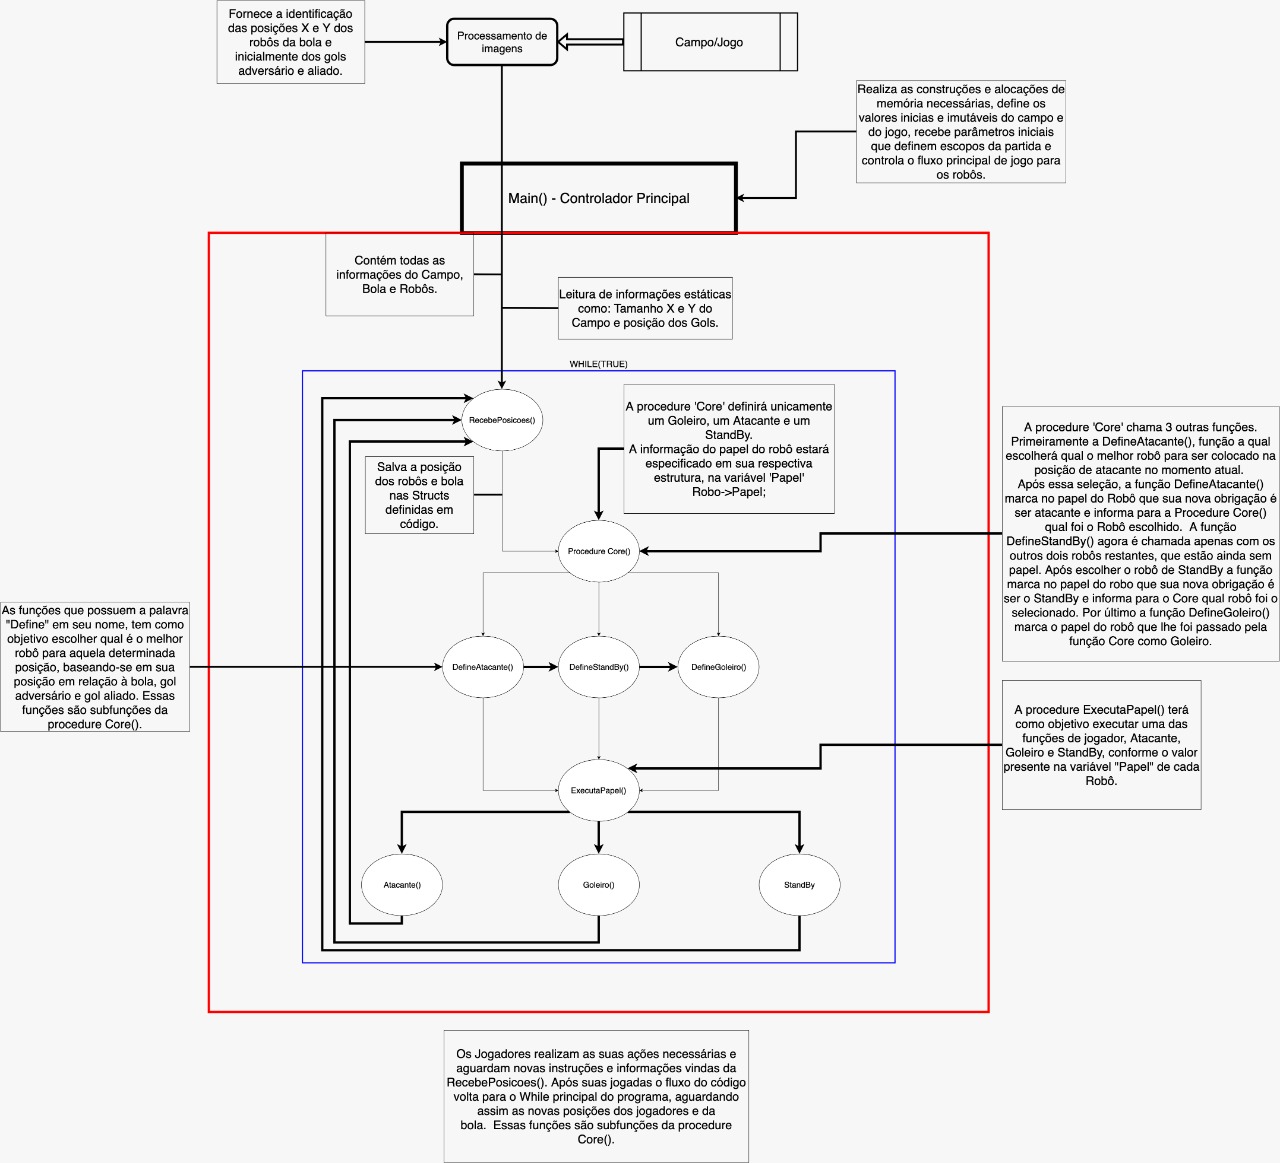 Fornece a identificação
das posições X e Y dos
robôs da bola e
inicialmente dos gols
adversário e aliado.
Processamento de
imagens
Campo/Jogo
Realiza as construções e alocações de
memória necessárias, define os
valores inicias e imutáveis do campo e
do jogo, recebe parâmetros iniciais
que definem escopos da partida e
controla o fluxo principal de jogo para
os robôs.
Main() - Controlador Principal
Contém todas as
informações do Campo,
Bola e Robôs.
Leitura de informações estáticas
como: Tamanho X e Y do
Campo e posição dos Gols.
WHILE(TRUE)
RecebePosicoes()
A procedure 'Core' definirá unicamente
um Goleiro, um Atacante e um
StandBy.
A informação do papel do robô estará
especificado em sua respectiva
estrutura, na variável 'Papel'
Robo->Papel;
Salva a posição
dos robôs e bola
nas Structs
definidas em
código.
Procedure Core()
A procedure 'Core' chama 3 outras funções.
Primeiramente a DefineAtacante(), função a qual
escolherá qual o melhor robô para ser colocado na
posição de atacante no momento atual.
Após essa seleção, a função DefineAtacante()
marca no papel do Robô que sua nova obrigação é
ser atacante e informa para a Procedure Core()
qual foi o Robô escolhido.  A função
DefineStandBy() agora é chamada apenas com os
outros dois robôs restantes, que estão ainda sem
papel. Após escolher o robô de StandBy a função
marca no papel do robo que sua nova obrigação é
ser o StandBy e informa para o Core qual robô foi o
selecionado. Por último a função DefineGoleiro()
marca o papel do robô que lhe foi passado pela
função Core como Goleiro.
As funções que possuem a palavra
"Define" em seu nome, tem como
objetivo escolher qual é o melhor
robô para aquela determinada
posição, baseando-se em sua
posição em relação à bola, gol
adversário e gol aliado. Essas
funções são subfunções da
procedure Core().
DefineAtacante()
DefineStandBy()
DefineGoleiro()
A procedure ExecutaPapel() terá
como objetivo executar uma das
funções de jogador, Atacante,
Goleiro e StandBy, conforme o valor
presente na variável "Papel" de cada
Robô.
ExecutaPapel()
Atacante()
Goleiro()
StandBy
Os Jogadores realizam as suas ações necessárias e
aguardam novas instruções e informações vindas da
RecebePosicoes(). Após suas jogadas o fluxo do código
volta para o While principal do programa, aguardando
assim as novas posições dos jogadores e da
bola.  Essas funções são subfunções da procedure
Core().